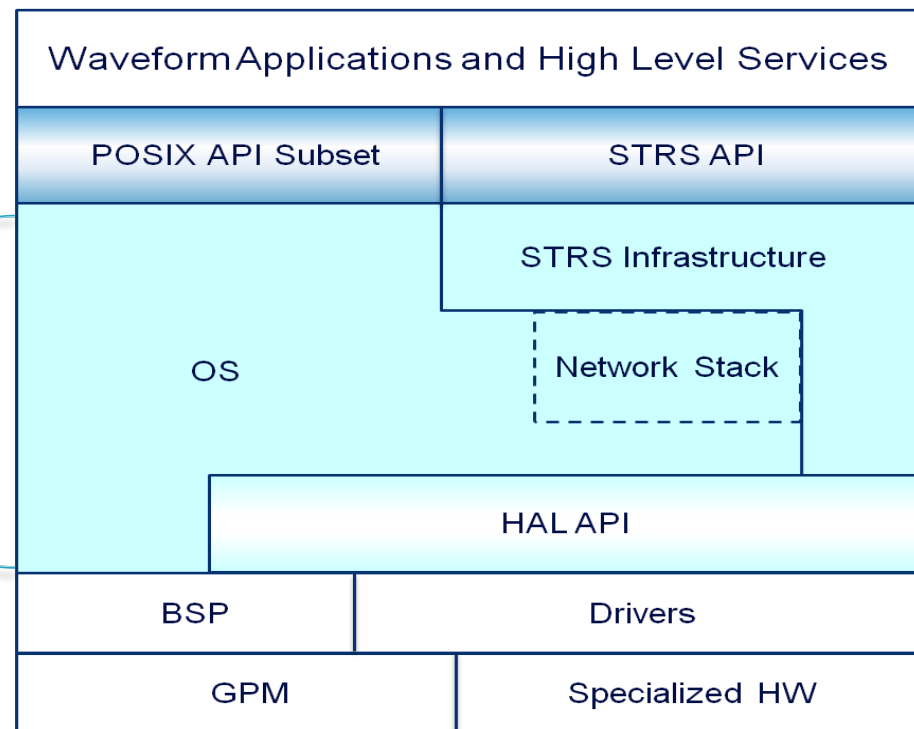 Waveform Applications and High Level Services
POSIX API Subset
STRS API
STRS Infrastructure
OS
Network Stack
HAL API
BSP
Drivers
GPM
Specialized HW